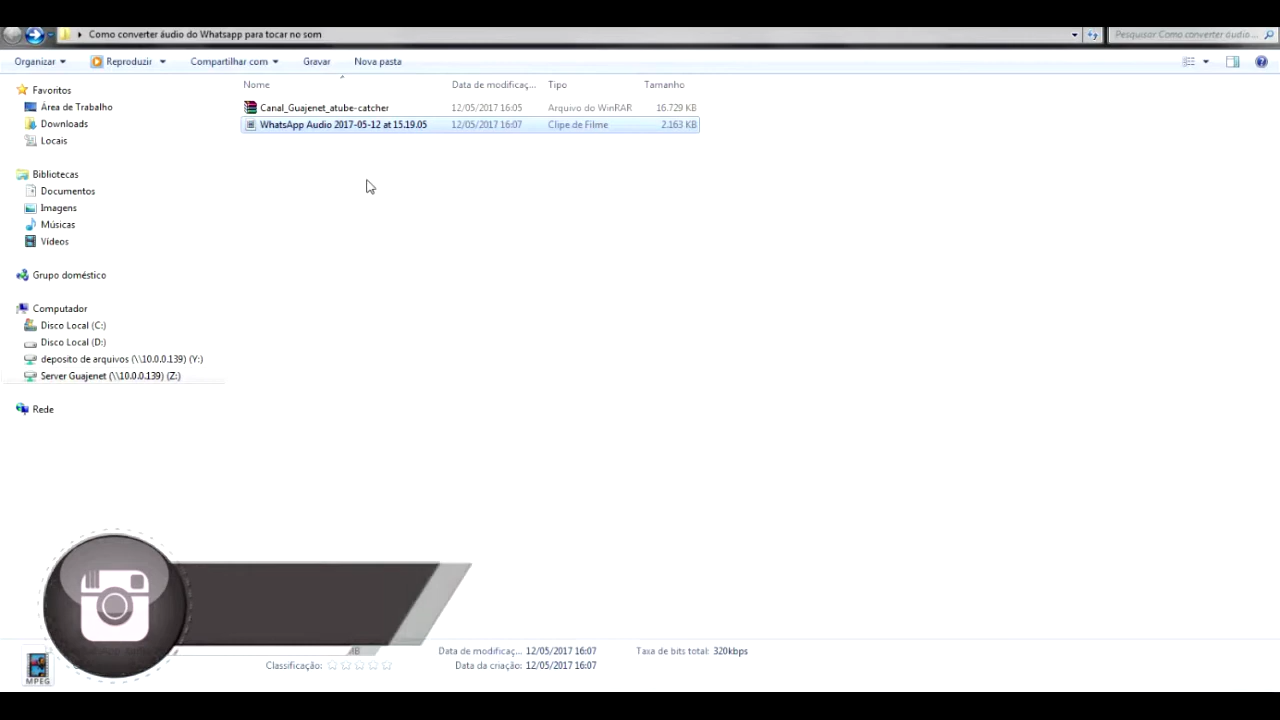 Como converter áudio do Whatsapp para tocar no som
Pesquisar Como converter áudio ...
Organizar Reproduzir Compartilhar com Gravar Nova pasta
Nome Data de modificaç... Tipo Tamanho
Favoritos
Área de Trabalho
Downloads
Locais
Bibliotecas
Documentos
Imagens
Músicas
Vídeos
Grupo doméstico
Computador
Disco Local (C:)
Disco Local (D:)
deposito de arquivos (\\10.0.0.139) (Y:)
Server Guajenet (\\10.0.0.139) (Z:)
Rede
Canal_Guajenet_atube-catcher 12/05/2017 16:05 Arquivo do WinRAR 16.729 KB
WhatsApp Audio 2017-05-12 at 15.19.05 12/05/2017 16:07 Clipe de Filme 2.163 KB
MPEG
Data de modificaç... 12/05/2017 16:07 Taxa de bits total: 320kbps
Classificação: Data da criação: 12/05/2017 16:07